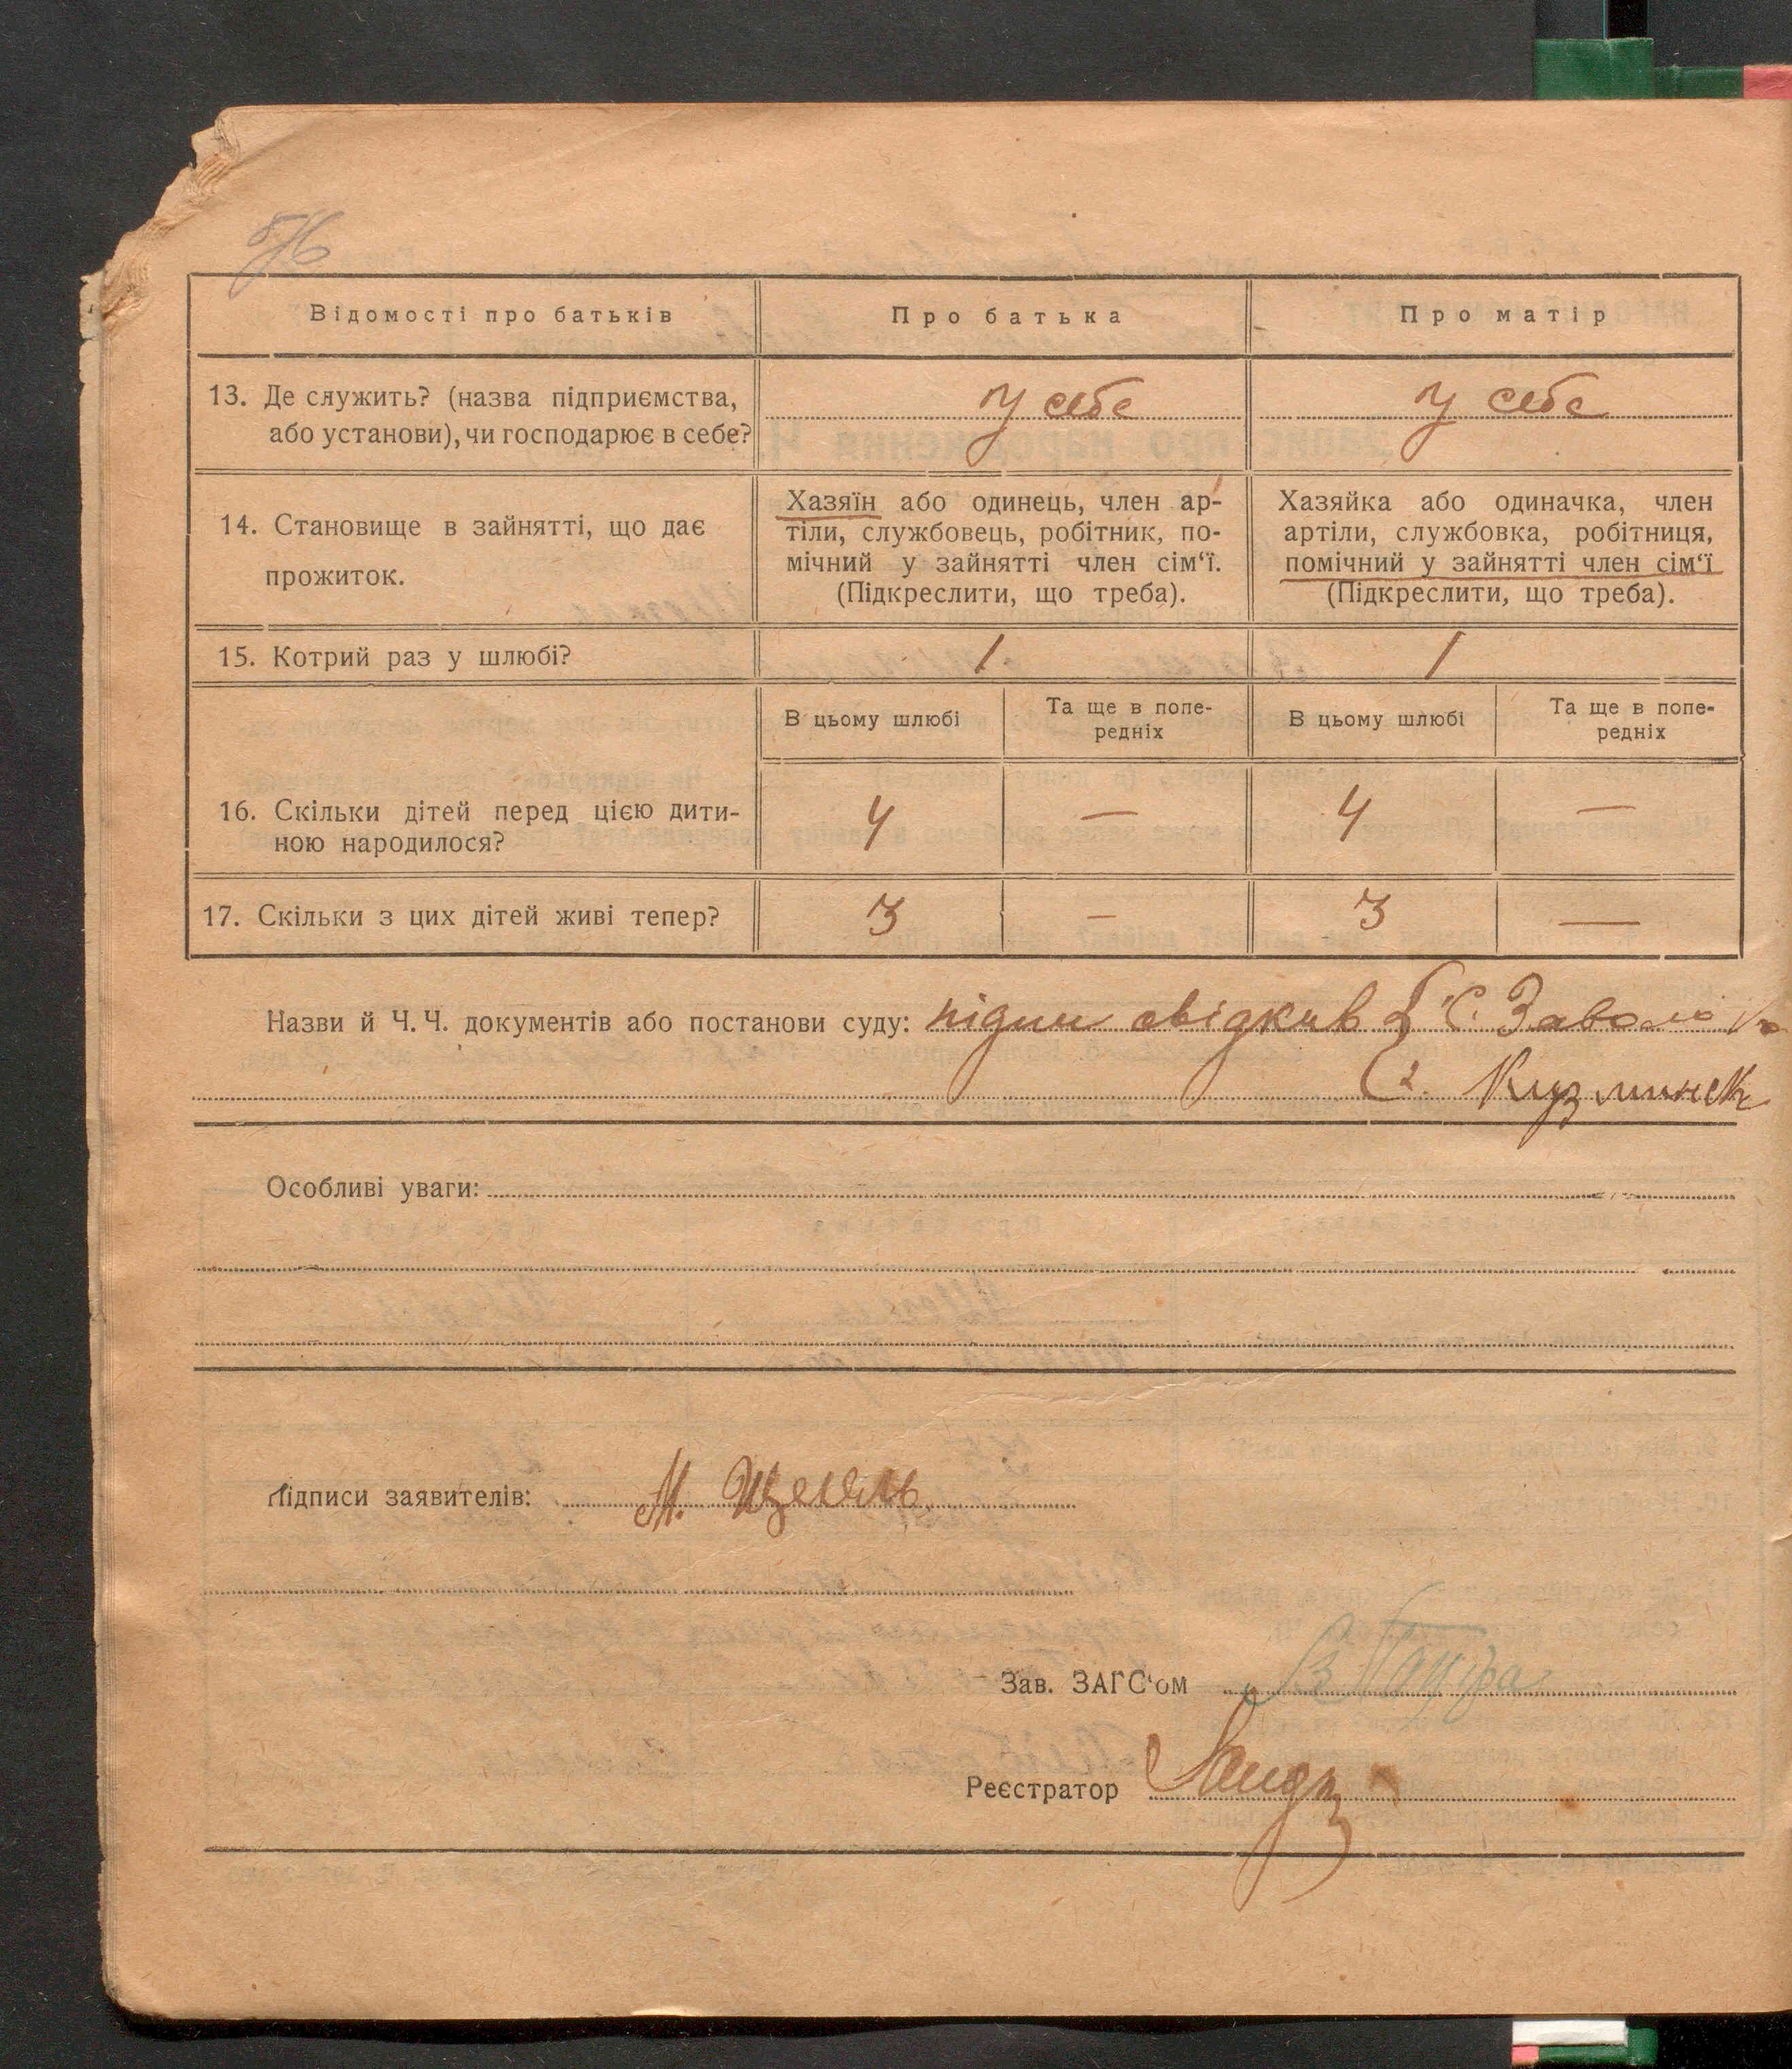 Відомості про батьків
Про батька
Про матір
13. Де служить? (назва підприємства,
або установи), чи господарює в себе?
У себе
У себе
14. Становище в зайнятті, що дає
прожиток.
Хазяїн або одинець, член ар-
тіли, службовець, робітник, по-
мічний у зайнятті член сім‘ї.
(Підкреслити, що треба).
Хазяйка або одиначка, член
артіли, службовка, робітниця,
помічний у зайнятті член сім‘ї
(Підкреслити, що треба).
15. Котрий раз у шлюбі?
1
1
В цьому шлюбі
Та ще в попе-
редніх
В цьому шлюбі
Та ще в попе-
редніх
16. Скільки дітей перед цією дити-
ною народилося?
4
—
4
—
17. Скільки з цих дітей живі тепер?
3
—
3
—
Назви й Ч. Ч. документів або постанови суду: свідків
Особливі уваги:
Підписи заявителів: М.
Зав. ЗАГС‘ом
Реєстратор